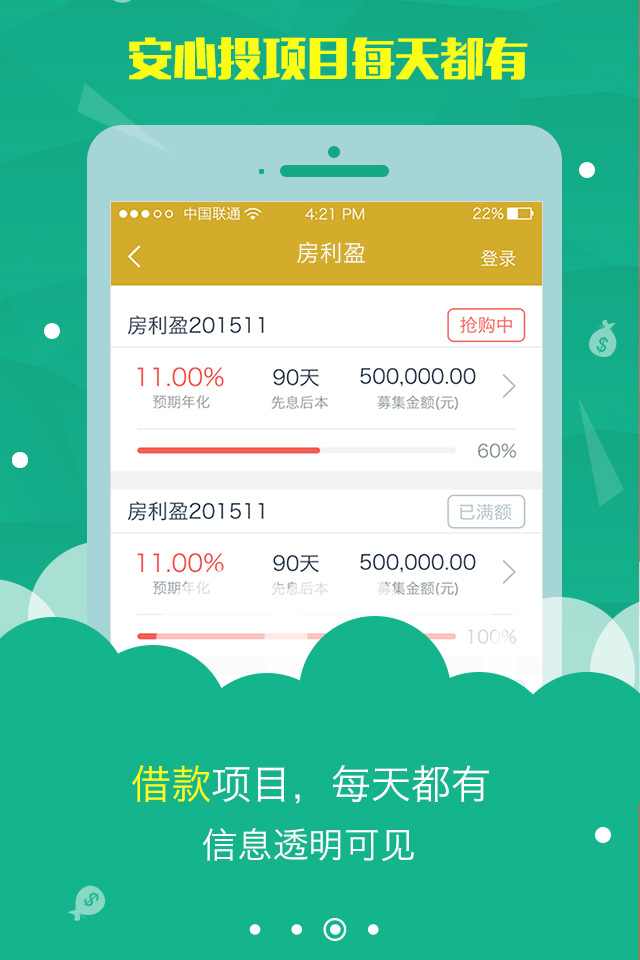 安心投项目每天都有
中国联通 4:21 PM 22%
房利盈 登录
房利盈201511 抢购中
11.00% 90天 500,000.00
预期年化 先息后本 募集金额(元)
60%
房利盈201511 已满额
11.00% 90天 500,000.00
预期年化 先息后本 募集金额(元)
100%
借款项目，每天都有
信息透明可见